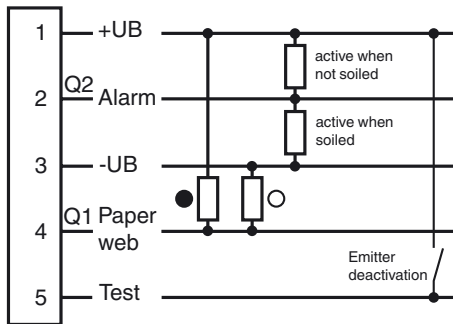 1 +UB
active when
not soiled
Q2
2 Alarm
active when
soiled
3 -UB
Q1 Paper
4 web
Emitter
deactivation
5 Test